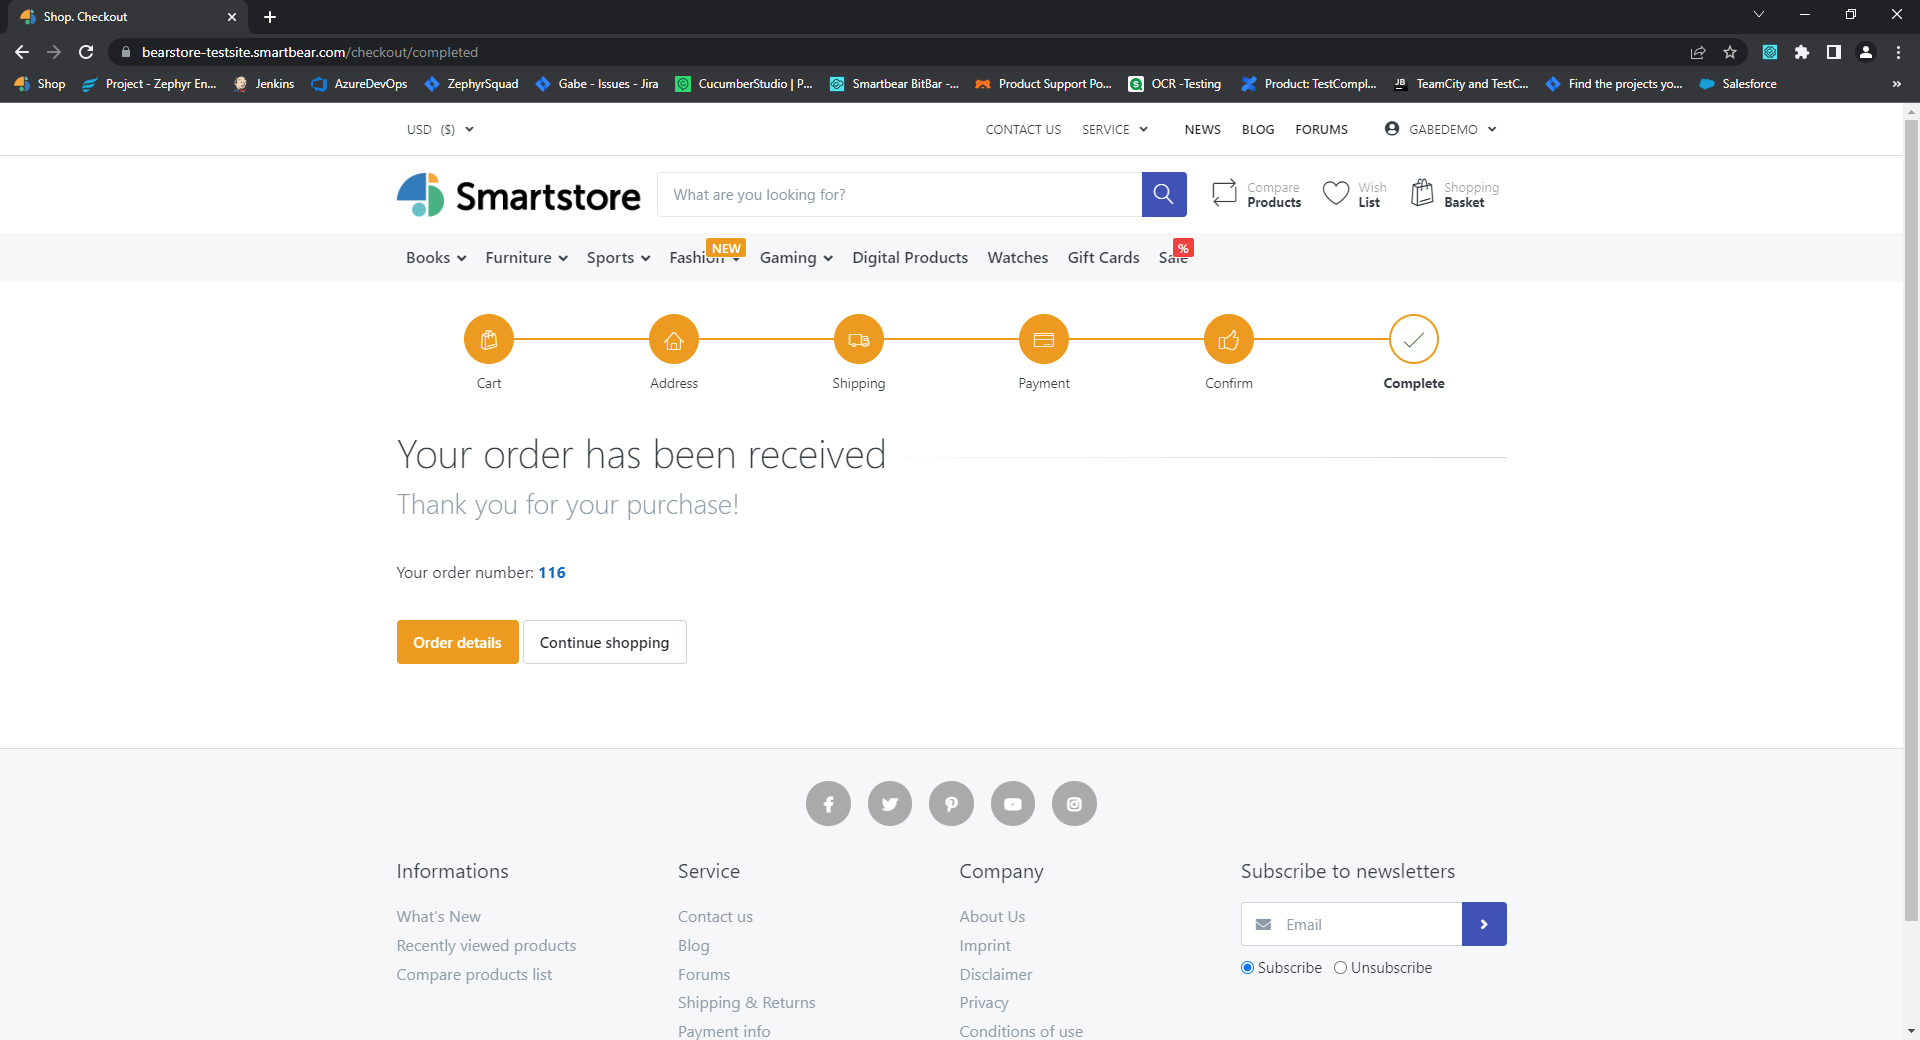 Shop. Checkout
bearstore-testsite.smartbear.com/checkout/completed
Shop Project - Zephyr En... Jenkins AzureDevOps ZephyrSquad Gabe - Issues - Jira CucumberStudio | P... Smartbear BitBar -... Product Support Po... OCR -Testing Product: TestCompl... TeamCity and TestC... Find the projects yo... Salesforce »
USD ($) CONTACT US SERVICE NEWS BLOG FORUMS GABEDEMO
Smartstore What are you looking for? Compare Products Wish List Shopping Basket
Books Furniture Sports Fashion NEW Gaming Digital Products Watches Gift Cards Sale %
Cart Address Shipping Payment Confirm Complete
Your order has been received
Thank you for your purchase!
Your order number: 116
Order details Continue shopping
Informations Service Company Subscribe to newsletters
What's New Contact us About Us Email
Recently viewed products Blog Imprint Subscribe Unsubscribe
Compare products list Forums Disclaimer
Shipping & Returns Privacy
Payment info Conditions of use